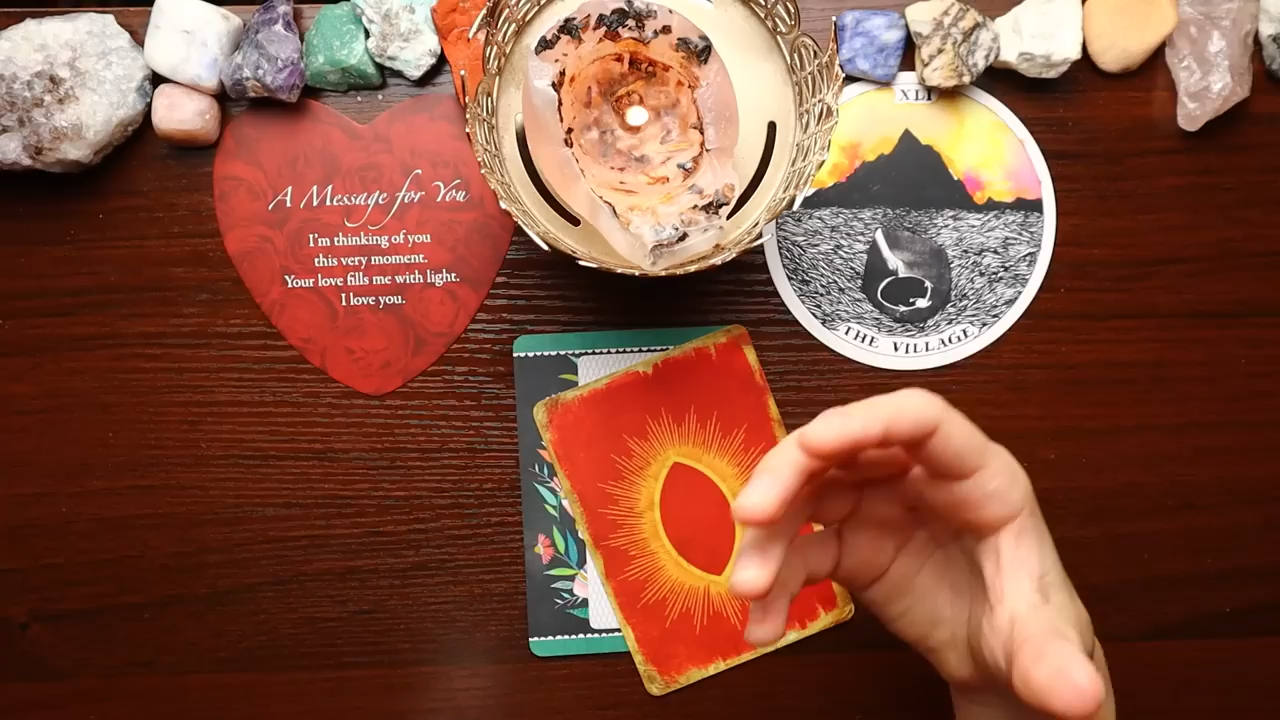 A Message for You
I'm thinking of you
this very moment.
Your love fills me with light.
I love you.
XLI
THE VILLAGE